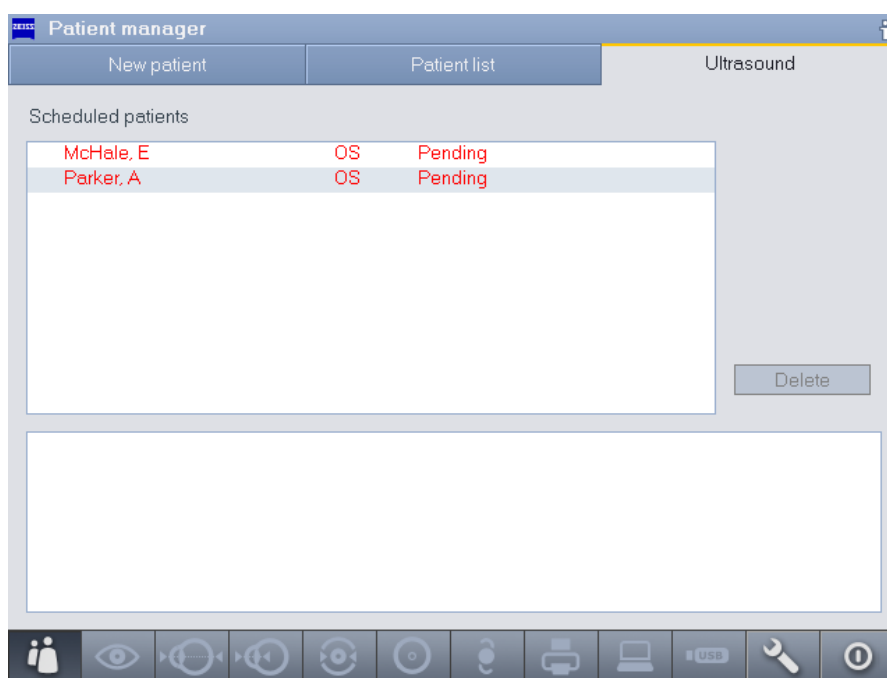 ZEISS Patient manager
New patient Patient list Ultrasound
Scheduled patients
McHale, E OS Pending
Parker, A OS Pending
Delete
USB